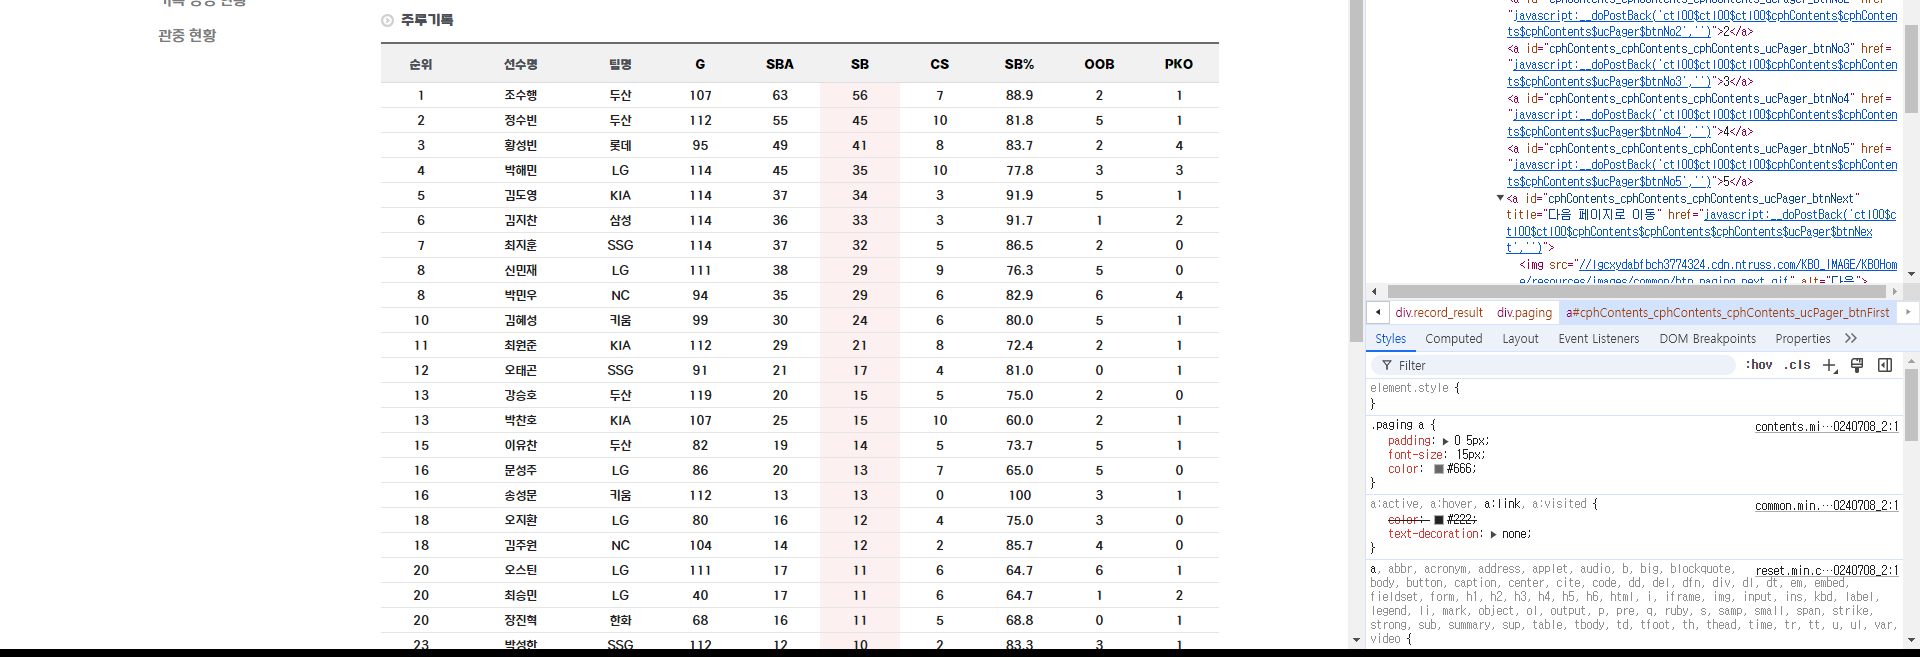 관중 현황
주루기록
순위 선수명 팀명 G SBA SB CS SB% OOB PKO
1 조수행 두산 107 63 56 7 88.9 2 1
2 정수빈 두산 112 55 45 10 81.8 5 1
3 황성빈 롯데 95 49 41 8 83.7 2 4
4 박해민 LG 114 45 35 10 77.8 3 3
5 김도영 KIA 114 37 34 3 91.9 5 1
6 김지찬 삼성 114 36 33 3 91.7 1 2
7 최지훈 SSG 114 37 32 5 86.5 2 0
8 신민재 LG 111 38 29 9 76.3 5 0
8 박민우 NC 94 35 29 6 82.9 6 4
10 김혜성 키움 99 30 24 6 80.0 5 1
11 최원준 KIA 112 29 21 8 72.4 2 1
12 오태곤 SSG 91 21 17 4 81.0 0 1
13 강승호 두산 119 20 15 5 75.0 2 0
13 박찬호 KIA 107 25 15 10 60.0 2 1
15 이유찬 두산 82 19 14 5 73.7 5 1
16 문성주 LG 86 20 13 7 65.0 5 0
16 송성문 키움 112 13 13 0 100 3 1
18 오지환 LG 80 16 12 4 75.0 3 0
18 김주원 NC 104 14 12 2 85.7 4 0
20 오스틴 LG 111 17 11 6 64.7 6 1
20 최승민 LG 40 17 11 6 64.7 1 2
20 장진혁 한화 68 16 11 5 68.8 0 1
23 박성한 SSG 112 12 10 2 83.3 3 1
"javascript:__doPostBack('ctl00$ctl00$ctl00$cphContents$cphConten
ts$cphContents$ucPager$btnNo2','')">2</a>
<a id="cphContents_cphContents_cphContents_ucPager_btnNo3" href=
"javascript:__doPostBack('ctl00$ctl00$ctl00$cphContents$cphConten
ts$cphContents$ucPager$btnNo3','')">3</a>
<a id="cphContents_cphContents_cphContents_ucPager_btnNo4" href=
"javascript:__doPostBack('ctl00$ctl00$ctl00$cphContents$cphConten
ts$cphContents$ucPager$btnNo4','')">4</a>
<a id="cphContents_cphContents_cphContents_ucPager_btnNo5" href=
"javascript:__doPostBack('ctl00$ctl00$ctl00$cphContents$cphConten
ts$cphContents$ucPager$btnNo5','')">5</a>
<a id="cphContents_cphContents_cphContents_ucPager_btnNext"
title="다음 페이지로 이동" href="javascript:__doPostBack('ctl00$c
tl00$ctl00$cphContents$cphContents$cphContents$ucPager$btnNex
t','')">
<img src="//lgcxydabfbch3774324.cdn.ntruss.com/KBO_IMAGE/KBOHom
e/resources/images/common/btn_paging_next.gif" alt="다음">
div.record_result div.paging a#cphContents_cphContents_cphContents_ucPager_btnFirst
Styles Computed Layout Event Listeners DOM Breakpoints Properties
Filter :hov .cls
element.style {
}
.paging a { contents.mi…0240708_2:1
padding: 0 5px;
font-size: 15px;
color: #666;
}
a:active, a:hover, a:link, a:visited { common.min.…0240708_2:1
color: #222;
text-decoration: none;
}
a, abbr, acronym, address, applet, audio, b, big, blockquote, reset.min.c…0240708_2:1
body, button, caption, center, cite, code, dd, del, dfn, div, dl, dt, em, embed,
fieldset, form, h1, h2, h3, h4, h5, h6, html, i, iframe, img, input, ins, kbd, label,
legend, li, mark, object, ol, output, p, pre, q, ruby, s, samp, small, span, strike,
strong, sub, summary, sup, table, tbody, td, tfoot, th, thead, time, tr, tt, u, ul, var,
video {